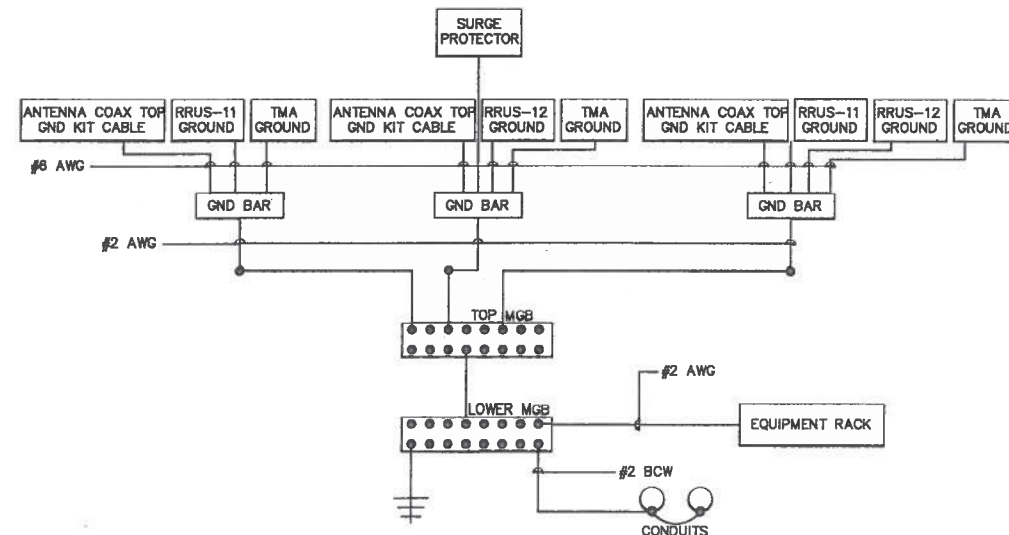 SURGE
PROTECTOR
ANTENNA COAX TOP
GND KIT CABLE
RRUS-11
GROUND
TMA
GROUND
ANTENNA COAX TOP
GND KIT CABLE
RRUS-12
GROUND
TMA
GROUND
ANTENNA COAX TOP
GND KIT CABLE
RRUS-11
GROUND
RRUS-12
GROUND
TMA
GROUND
#6 AWG
GND BAR
GND BAR
GND BAR
#2 AWG
TOP MGB
#2 AWG
LOWER MGB
EQUIPMENT RACK
#2 BCW
CONDUITS